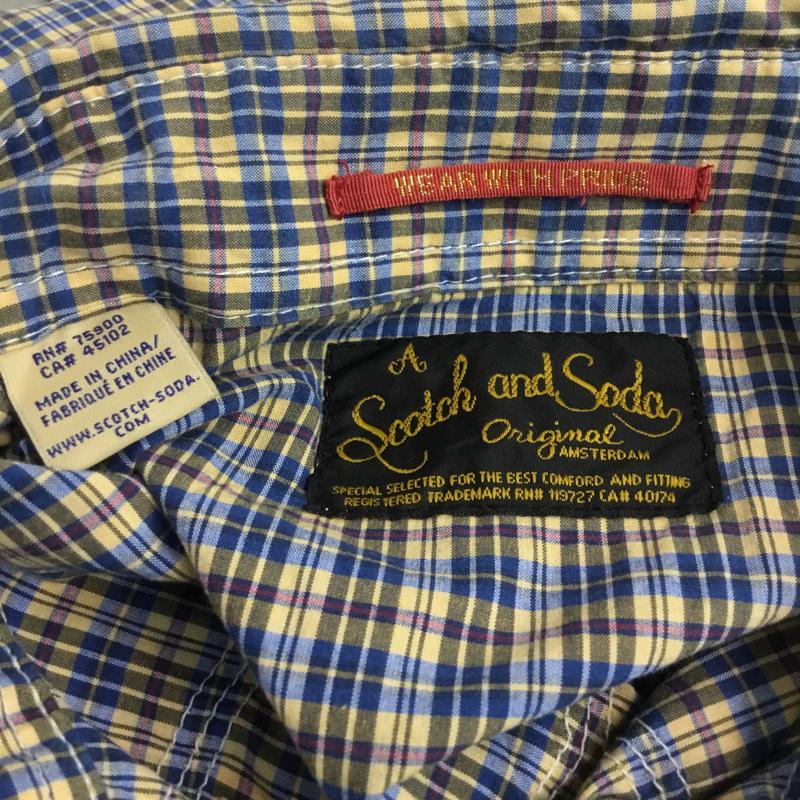 WEAR WITH PRIDE
RN# 75900
CA# 45102
MADE IN CHINA/
FABRIQUÉ EN CHINE
WWW.SCOTCH-SODA.
COM
A
Scotch and Soda
Original
AMSTERDAM
SPECIAL SELECTED FOR THE BEST COMFORD AND FITTING
REGISTERED TRADEMARK RN# 119727 CA# 40174